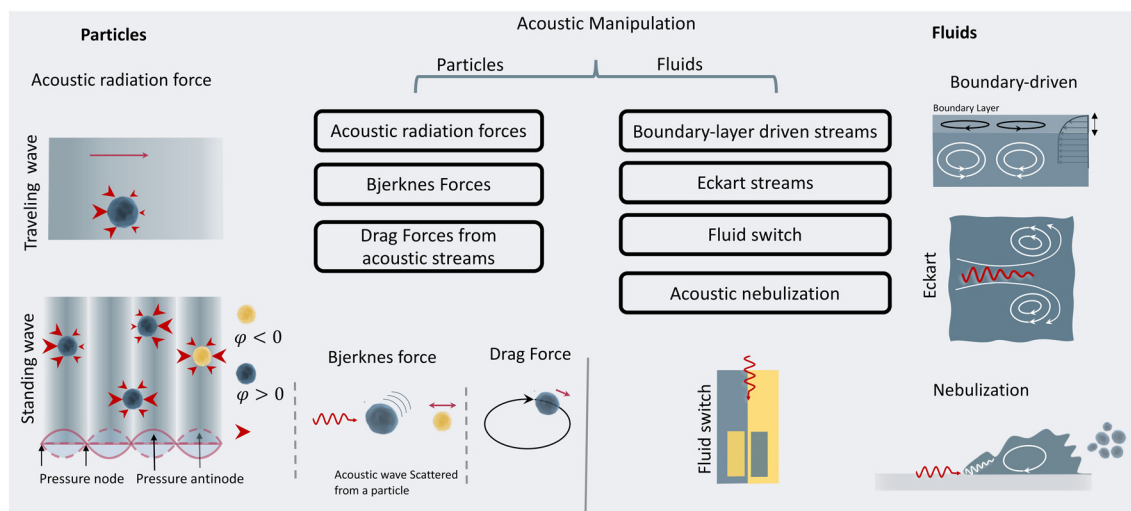 Acoustic Manipulation
Particles
Fluids
Particles
Acoustic radiation force
Traveling wave
Standing wave
φ < 0
φ > 0
Pressure node
Pressure antinode
Acoustic radiation forces
Bjerknes Forces
Drag Forces from
acoustic streams
Boundary-layer driven streams
Eckart streams
Fluid switch
Acoustic nebulization
Bjerknes force
Acoustic wave Scattered
from a particle
Drag Force
Fluid switch
Fluids
Boundary-driven
Boundary Layer
Eckart
Nebulization